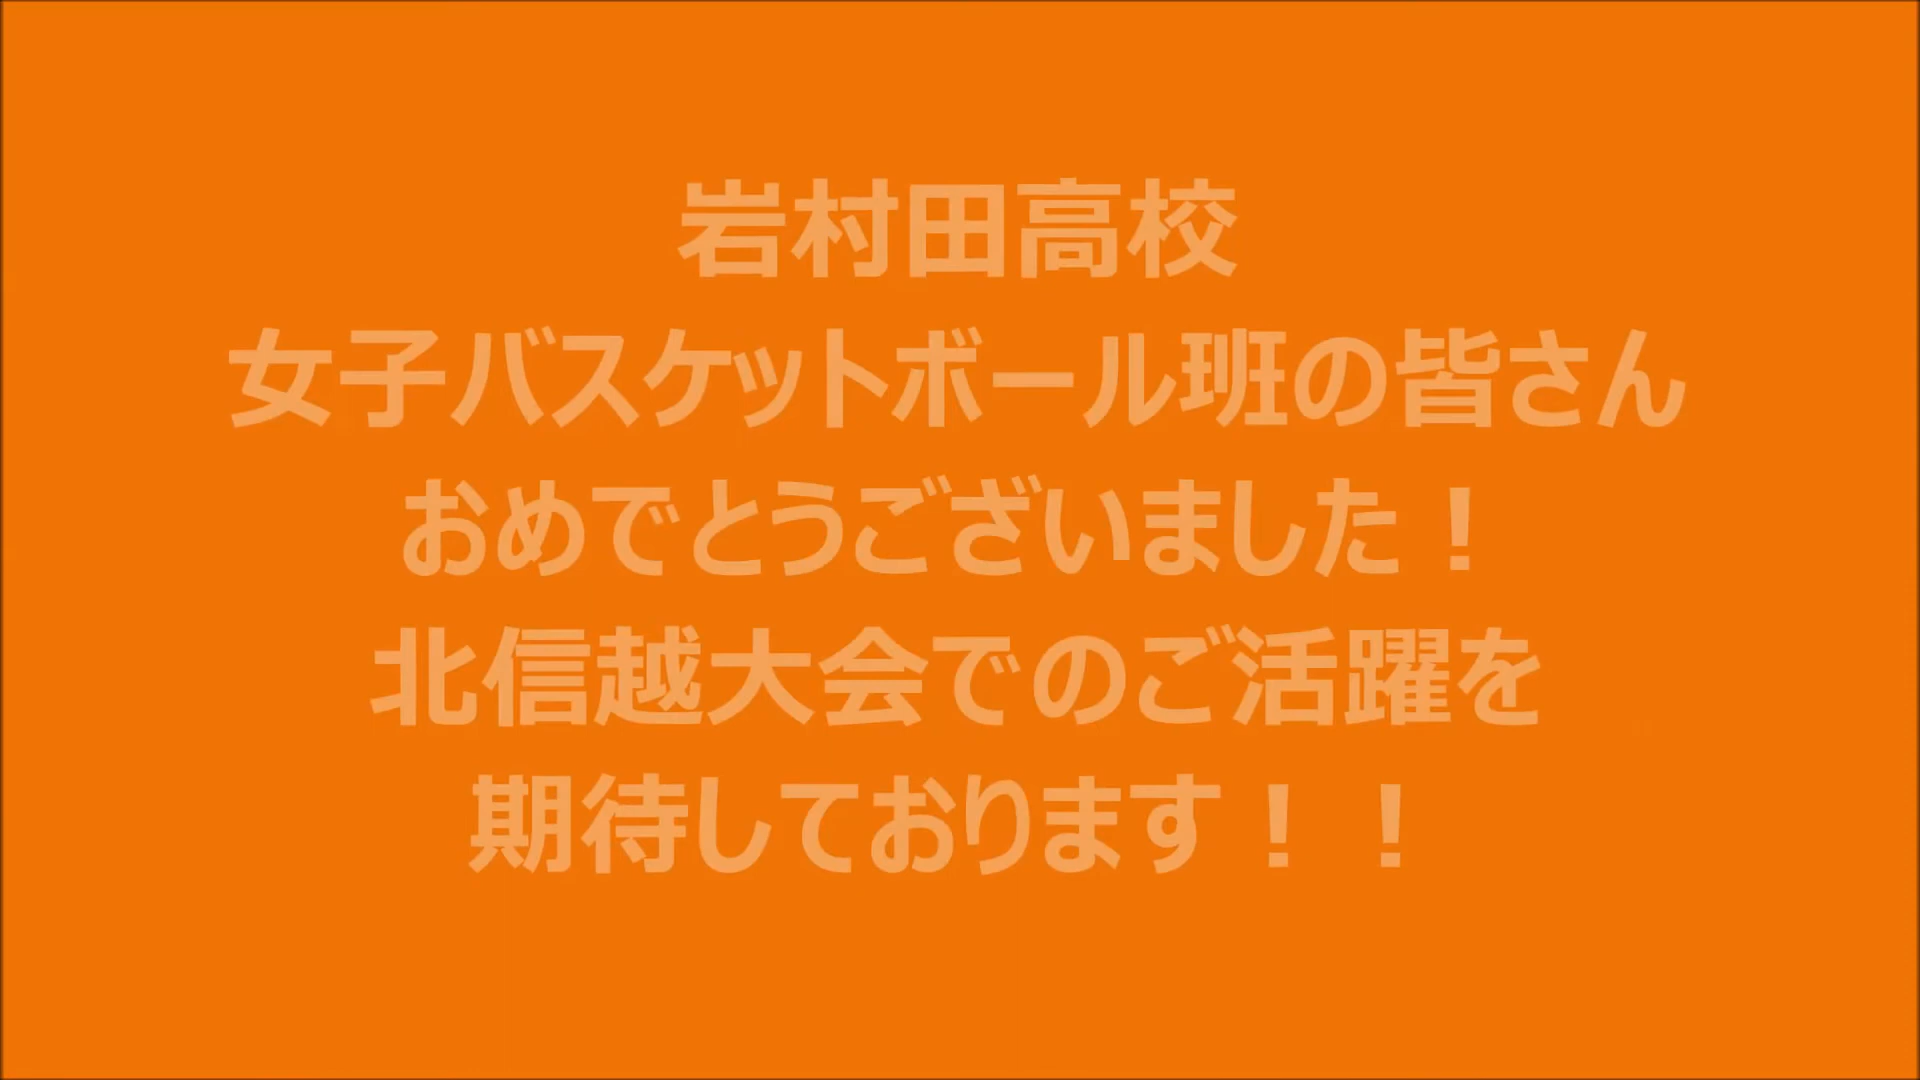 岩村田高校
女子バスケットボール班の皆さん
おめでとうございました！
北信越大会でのご活躍を
期待しております！！